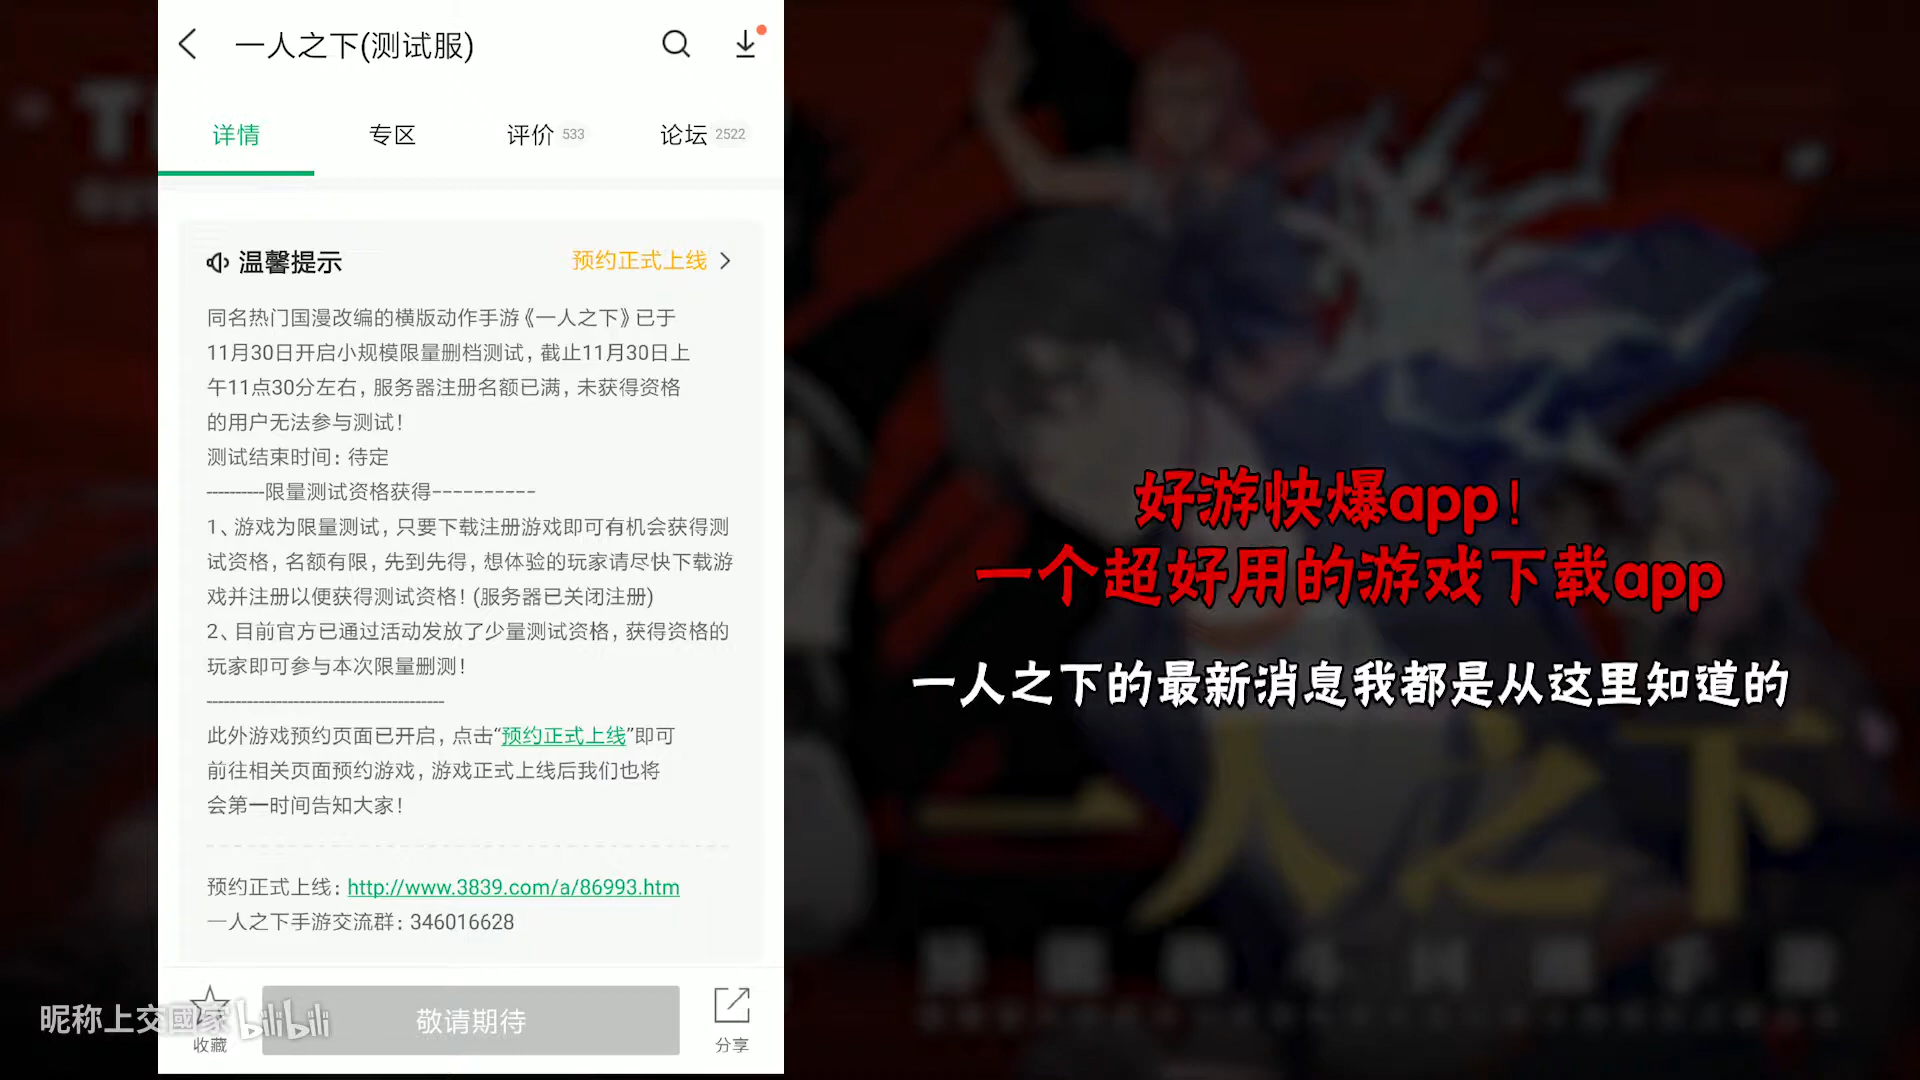 一人之下(测试服)
详情
专区
评价 533
论坛 2522
温馨提示
预约正式上线
同名热门国漫改编的横版动作手游《一人之下》已于
11月30日开启小规模限量删档测试，截止11月30日上
午11点30分左右，服务器注册名额已满，未获得资格
的用户无法参与测试！
测试结束时间：待定
----------限量测试资格获得----------
1、游戏为限量测试，只要下载注册游戏即可有机会获得测
试资格，名额有限，先到先得，想体验的玩家请尽快下载游
戏并注册以便获得测试资格！(服务器已关闭注册)
2、目前官方已通过活动发放了少量测试资格，获得资格的
玩家即可参与本次限量删测！
----------------------------------------
此外游戏预约页面已开启，点击“预约正式上线”即可
前往相关页面预约游戏，游戏正式上线后我们也将
会第一时间告知大家！
预约正式上线：http://www.3839.com/a/86993.htm
一人之下手游交流群：346016628
收藏
敬请期待
分享
昵称上交國家 bilibili
好游快爆app！
一个超好用的游戏下载app
一人之下的最新消息我都是从这里知道的
一人之下